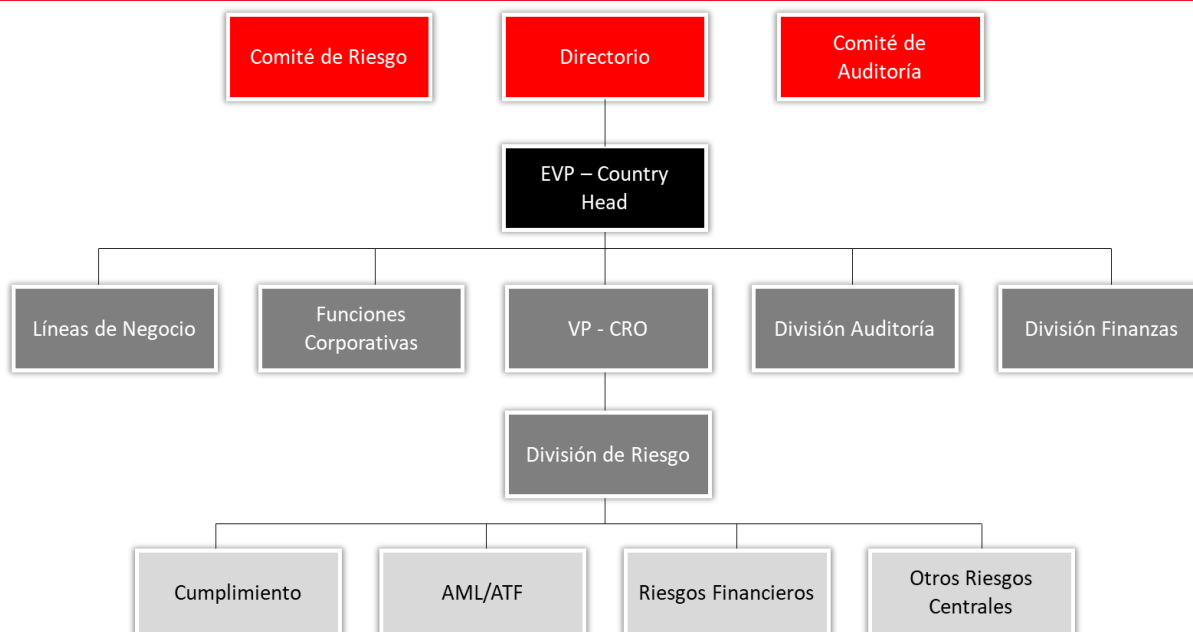 Comité de Riesgo
Directorio
Comité de
Auditoría
EVP – Country
Head
Líneas de Negocio
Funciones
Corporativas
VP - CRO
División Auditoría
División Finanzas
División de Riesgo
Cumplimiento
AML/ATF
Riesgos Financieros
Otros Riesgos
Centrales